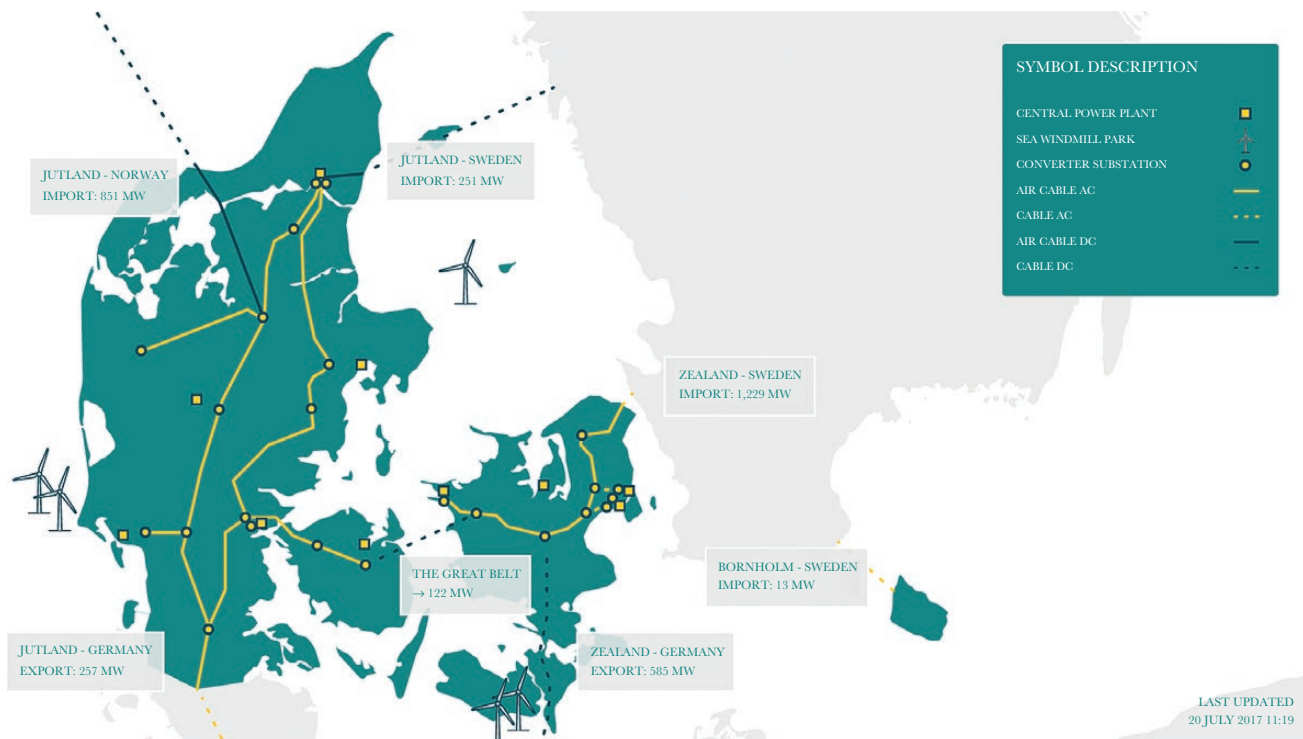 SYMBOL DESCRIPTION
CENTRAL POWER PLANT
SEA WINDMILL PARK
CONVERTER SUBSTATION
AIR CABLE AC
CABLE AC
AIR CABLE DC
CABLE DC
JUTLAND - NORWAY
IMPORT: 851 MW
JUTLAND - SWEDEN
IMPORT: 251 MW
ZEALAND - SWEDEN
IMPORT: 1,229 MW
THE GREAT BELT
→ 122 MW
BORNHOLM - SWEDEN
IMPORT: 13 MW
JUTLAND - GERMANY
EXPORT: 257 MW
ZEALAND - GERMANY
EXPORT: 585 MW
LAST UPDATED
20 JULY 2017 11:19